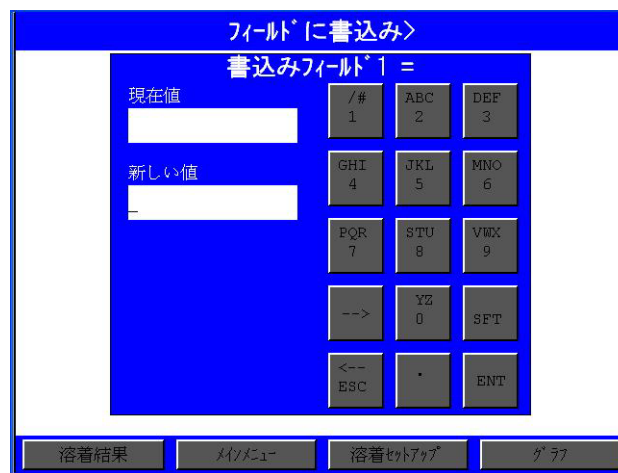 ﾌｨｰﾙﾄﾞに書込み>
書込みﾌｨｰﾙﾄﾞ1 =
現在値
新しい値
_
/# ABC DEF
1 2 3
GHI JKL MNO
4 5 6
PQR STU VWX
7 8 9
--> YZ SFT
0
<-- . ENT
ESC
溶着結果 ﾒｲﾝﾒﾆｭｰ 溶着ｾｯﾄｱｯﾌﾟ ｸﾞﾗﾌ